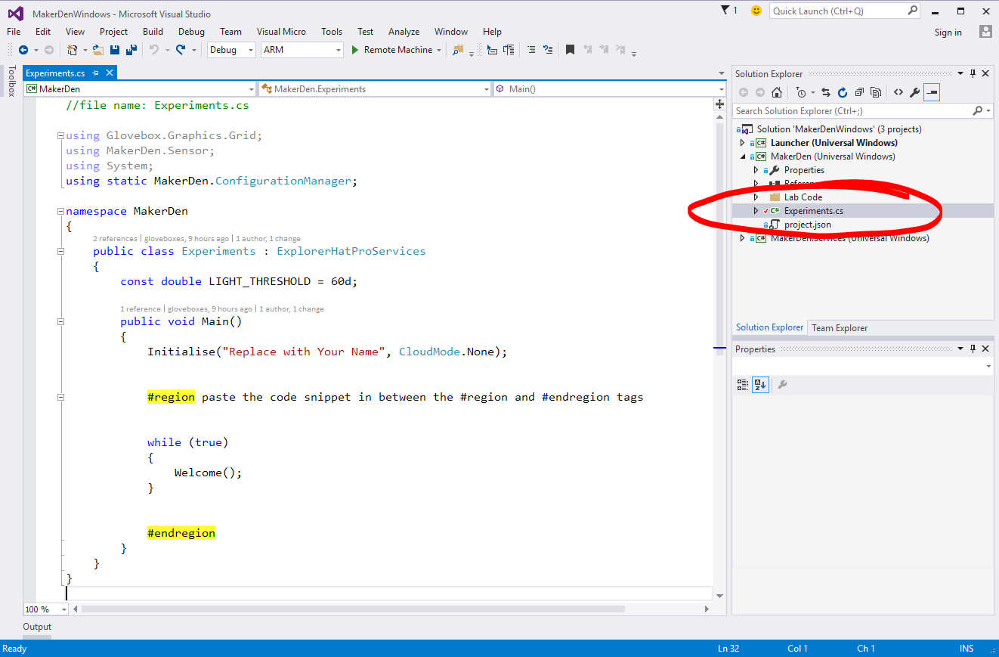 MakerDenWindows - Microsoft Visual Studio
1
Quick Launch (Ctrl+Q)
File Edit View Project Build Debug Team Visual Micro Tools Test Analyze Window Help
Sign in
Debug ARM Remote Machine
Toolbox
Experiments.cs
C# MakerDen MakerDen.Experiments Main()
//file name: Experiments.cs
using Glovebox.Graphics.Grid;
using MakerDen.Sensor;
using System;
using static MakerDen.ConfigurationManager;
namespace MakerDen
{
2 references | gloveboxes, 9 hours ago | 1 author, 1 change
public class Experiments : ExplorerHatProServices
{
const double LIGHT_THRESHOLD = 60d;
1 reference | gloveboxes, 9 hours ago | 1 author, 1 change
public void Main()
{
Initialise("Replace with Your Name", CloudMode.None);
#region paste the code snippet in between the #region and #endregion tags
while (true)
{
Welcome();
}
#endregion
}
}
}
100 %
Output
Solution Explorer
Search Solution Explorer (Ctrl+;)
Solution 'MakerDenWindows' (3 projects)
C# Launcher (Universal Windows)
C# MakerDen (Universal Windows)
Properties
Lab Code
C# Experiments.cs
project.json
C# MakerDen.Services (Universal Windows)
Solution Explorer Team Explorer
Properties
Ready Ln 32 Col 1 Ch 1 INS